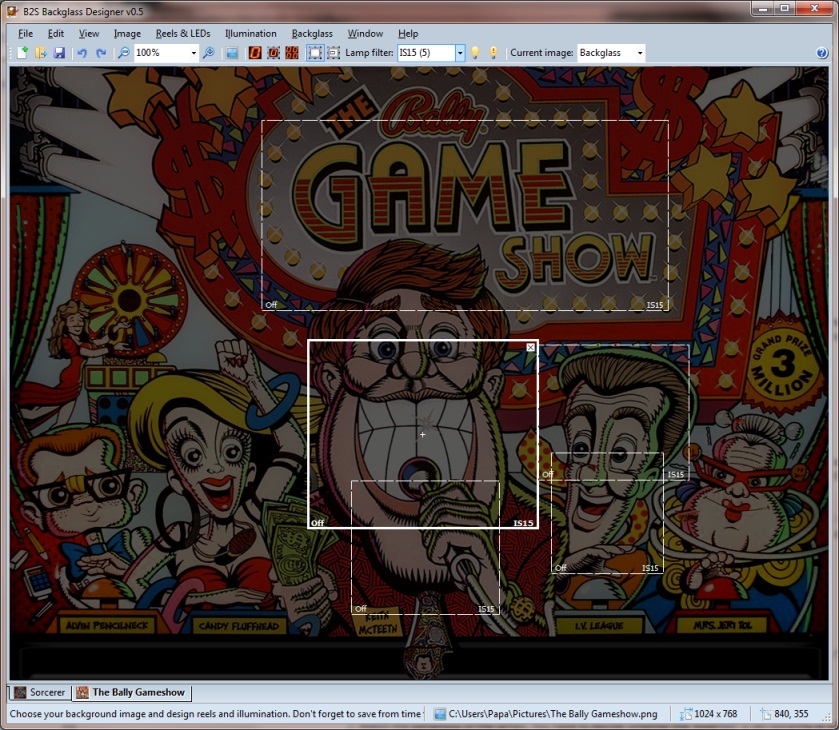 B2S Backglass Designer v0.5
File Edit View Image Reels & LEDs Illumination Backglass Window Help
100% Lamp filter: IS15 (5) Current image: Backglass
THE Bally
GAME
SHOW
Off IS15
GRAND PRIZE
3
MILLION
Off IS15
Off IS15
Off IS15
Off IS15
ALVIN PENCILNECK CANDY FLUFFHEAD KEITH MCTEETH I.V. LEAGUE MRS. JERI TOL
Sorcerer The Bally Gameshow
Choose your background image and design reels and illumination. Don't forget to save from time C:\Users\Papa\Pictures\The Bally Gameshow.png 1024 x 768 840, 355